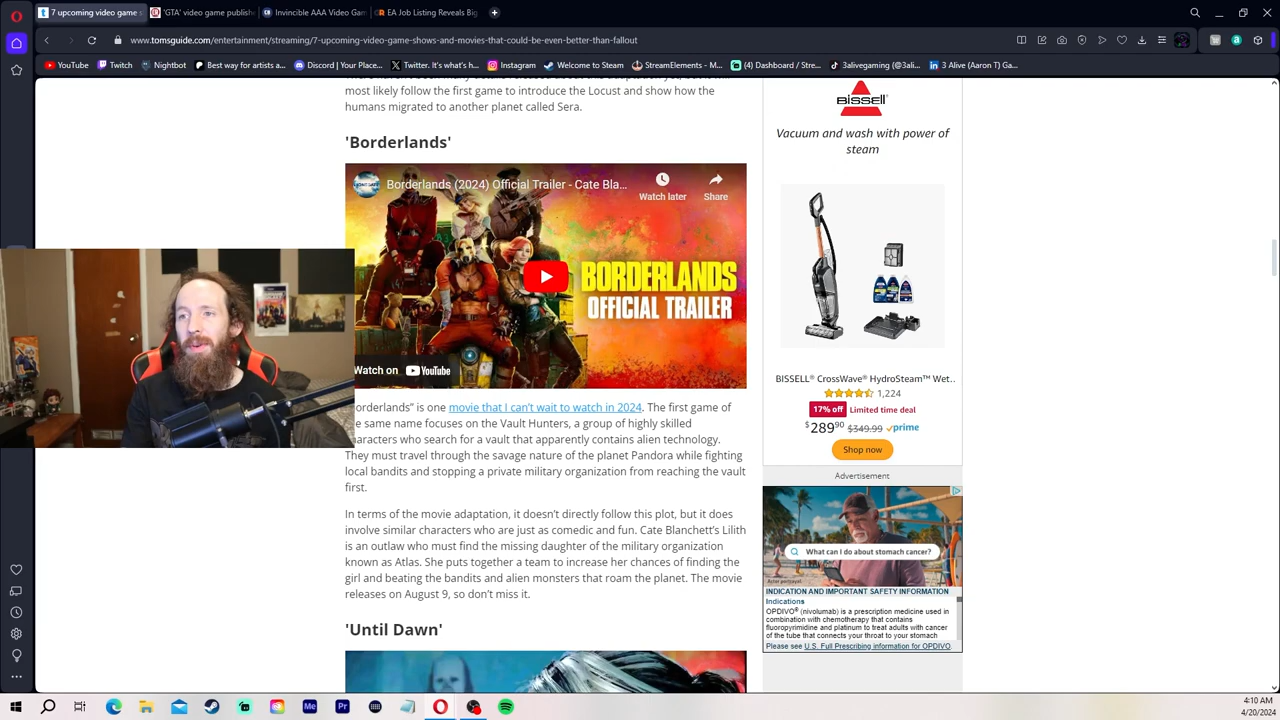 7 upcoming video game s
'GTA' video game publish
Invincible AAA Video Gam
EA Job Listing Reveals Big
www.tomsguide.com/entertainment/streaming/7-upcoming-video-game-shows-and-movies-that-could-be-even-better-than-fallout
YouTube
Twitch
Nightbot
Best way for artists a...
Discord | Your Place...
Twitter. It's what's h...
Instagram
Welcome to Steam
StreamElements - M...
(4) Dashboard / Stre...
3alivegaming (@3ali...
3 Alive (Aaron T) Ga...
most likely follow the first game to introduce the Locust and show how the
humans migrated to another planet called Sera.
'Borderlands'
Borderlands (2024) Official Trailer - Cate Bla...
Watch later
Share
BORDERLANDS
OFFICIAL TRAILER
Watch on YouTube
orderlands" is one movie that I can't wait to watch in 2024. The first game of
e same name focuses on the Vault Hunters, a group of highly skilled
haracters who search for a vault that apparently contains alien technology.
They must travel through the savage nature of the planet Pandora while fighting
local bandits and stopping a private military organization from reaching the vault
first.
In terms of the movie adaptation, it doesn't directly follow this plot, but it does
involve similar characters who are just as comedic and fun. Cate Blanchett's Lilith
is an outlaw who must find the missing daughter of the military organization
known as Atlas. She puts together a team to increase her chances of finding the
girl and beating the bandits and alien monsters that roam the planet. The movie
releases on August 9, so don't miss it.
'Until Dawn'
BISSELL
Vacuum and wash with power of
steam
BISSELL® CrossWave® HydroSteam™ Wet..
1,224
17% off Limited time deal
$289.90 $349.99 prime
Shop now
Advertisement
What can I do about stomach cancer?
Actor portrayal.
INDICATION AND IMPORTANT SAFETY INFORMATION
Indications
OPDIVO® (nivolumab) is a prescription medicine used in
combination with chemotherapy that contains
fluoropyrimidine and platinum to treat adults with cancer
of the tube that connects your throat to your stomach
Please see U.S. Full Prescribing information for OPDIVO.
Me
Pr
4:10 AM
4/20/2024